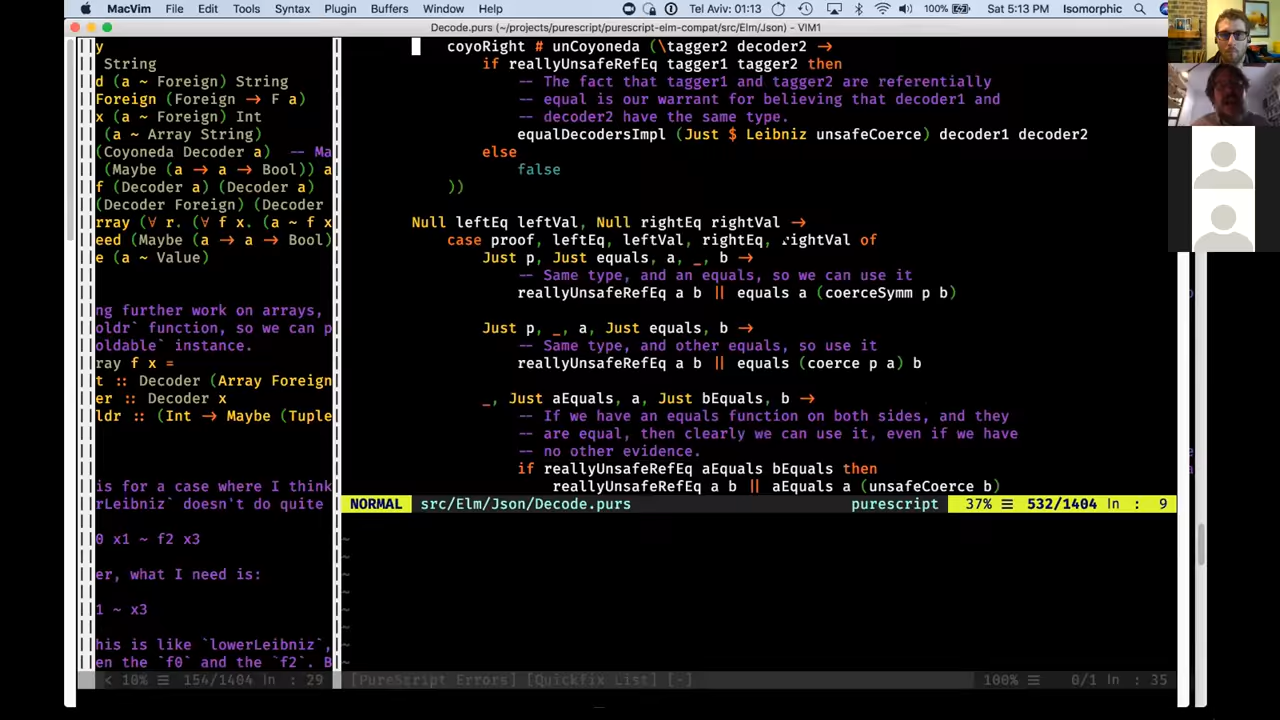 MacVim File Edit Tools Syntax Plugin Buffers Window Help Tel Aviv: 01:13 100% Sat 5:13 PM Isomorphic
Decode.purs (~/projects/purescript/purescript-elm-compat/src/Elm/Json) - VIM1
y
String
d (a ~ Foreign) String
Foreign (Foreign → F a)
x (a ~ Foreign) Int
(a ~ Array String)
(Coyoneda Decoder a) -- Ma
(Maybe (a → a → Bool)) a
f (Decoder a) (Decoder a)
(Decoder Foreign) (Decoder
rray (∀ r. (∀ f x. (a ~ f x
eed (Maybe (a → a → Bool)
e (a ~ Value)
ng further work on arrays,
oldr` function, so we can p
oldable` instance.
ray f x =
t :: Decoder (Array Foreign
er :: Decoder x
ldr :: (Int → Maybe (Tuple
is for a case where I think
rLeibniz` doesn't do quite
0 x1 ~ f2 x3
er, what I need is:
1 ~ x3
his is like `lowerLeibniz`,
en the `f0` and the `f2`. B
< 10% ☰ 154/1404 ln : 29
coyoRight # unCoyoneda (\tagger2 decoder2 →
if reallyUnsafeRefEq tagger1 tagger2 then
-- The fact that tagger1 and tagger2 are referentially
-- equal is our warrant for believing that decoder1 and
-- decoder2 have the same type.
equalDecodersImpl (Just $ Leibniz unsafeCoerce) decoder1 decoder2
else
false
))
Null leftEq leftVal, Null rightEq rightVal →
case proof, leftEq, leftVal, rightEq, rightVal of
Just p, Just equals, a, _, b →
-- Same type, and an equals, so we can use it
reallyUnsafeRefEq a b || equals a (coerceSymm p b)
Just p, _, a, Just equals, b →
-- Same type, and other equals, so use it
reallyUnsafeRefEq a b || equals (coerce p a) b
_, Just aEquals, a, Just bEquals, b →
-- If we have an equals function on both sides, and they
-- are equal, then clearly we can use it, even if we have
-- no other evidence.
if reallyUnsafeRefEq aEquals bEquals then
reallyUnsafeRefEq a b || aEquals a (unsafeCoerce b)
NORMAL src/Elm/Json/Decode.purs purescript 37% ☰ 532/1404 ln : 9
~
~
~
~
~
~
~
~
[PureScript Errors] [Quickfix List] [-] 100% ☰ 0/1 ln : 35